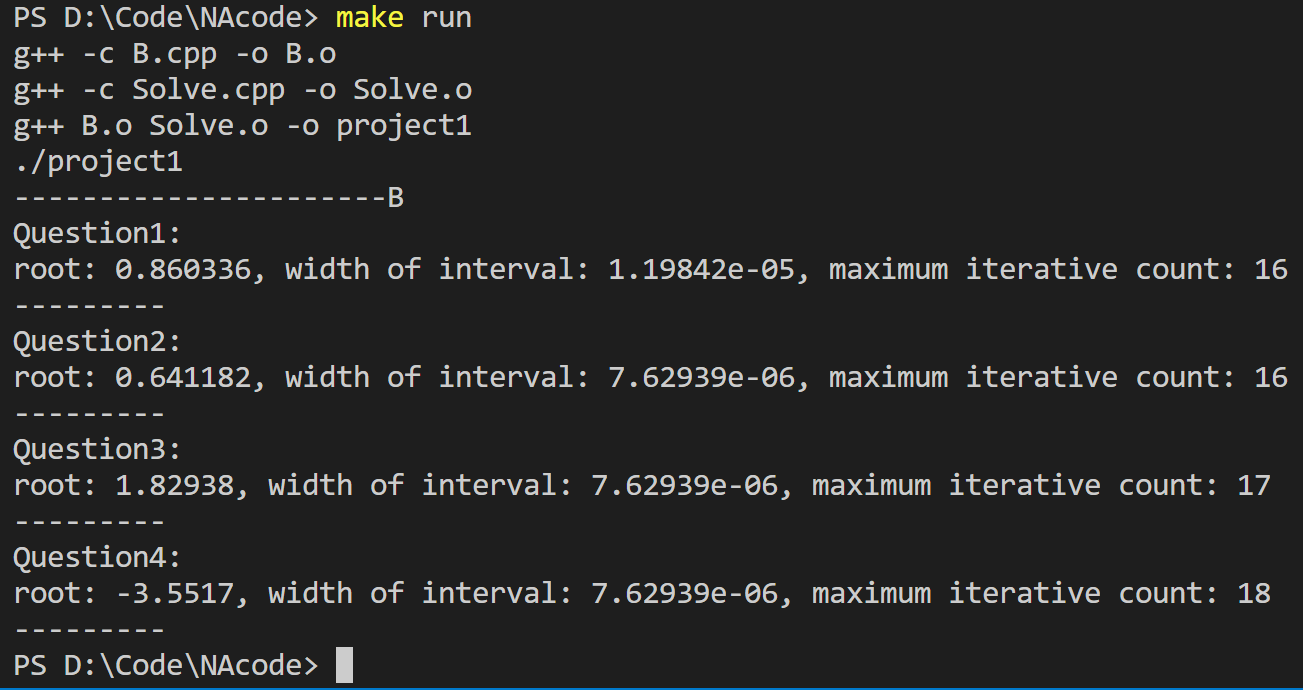 PS D:\Code\NAcode> make run
g++ -c B.cpp -o B.o
g++ -c Solve.cpp -o Solve.o
g++ B.o Solve.o -o project1
./project1
----------------------B
Question1:
root: 0.860336, width of interval: 1.19842e-05, maximum iterative count: 16
---------
Question2:
root: 0.641182, width of interval: 7.62939e-06, maximum iterative count: 16
---------
Question3:
root: 1.82938, width of interval: 7.62939e-06, maximum iterative count: 17
---------
Question4:
root: -3.5517, width of interval: 7.62939e-06, maximum iterative count: 18
---------
PS D:\Code\NAcode>